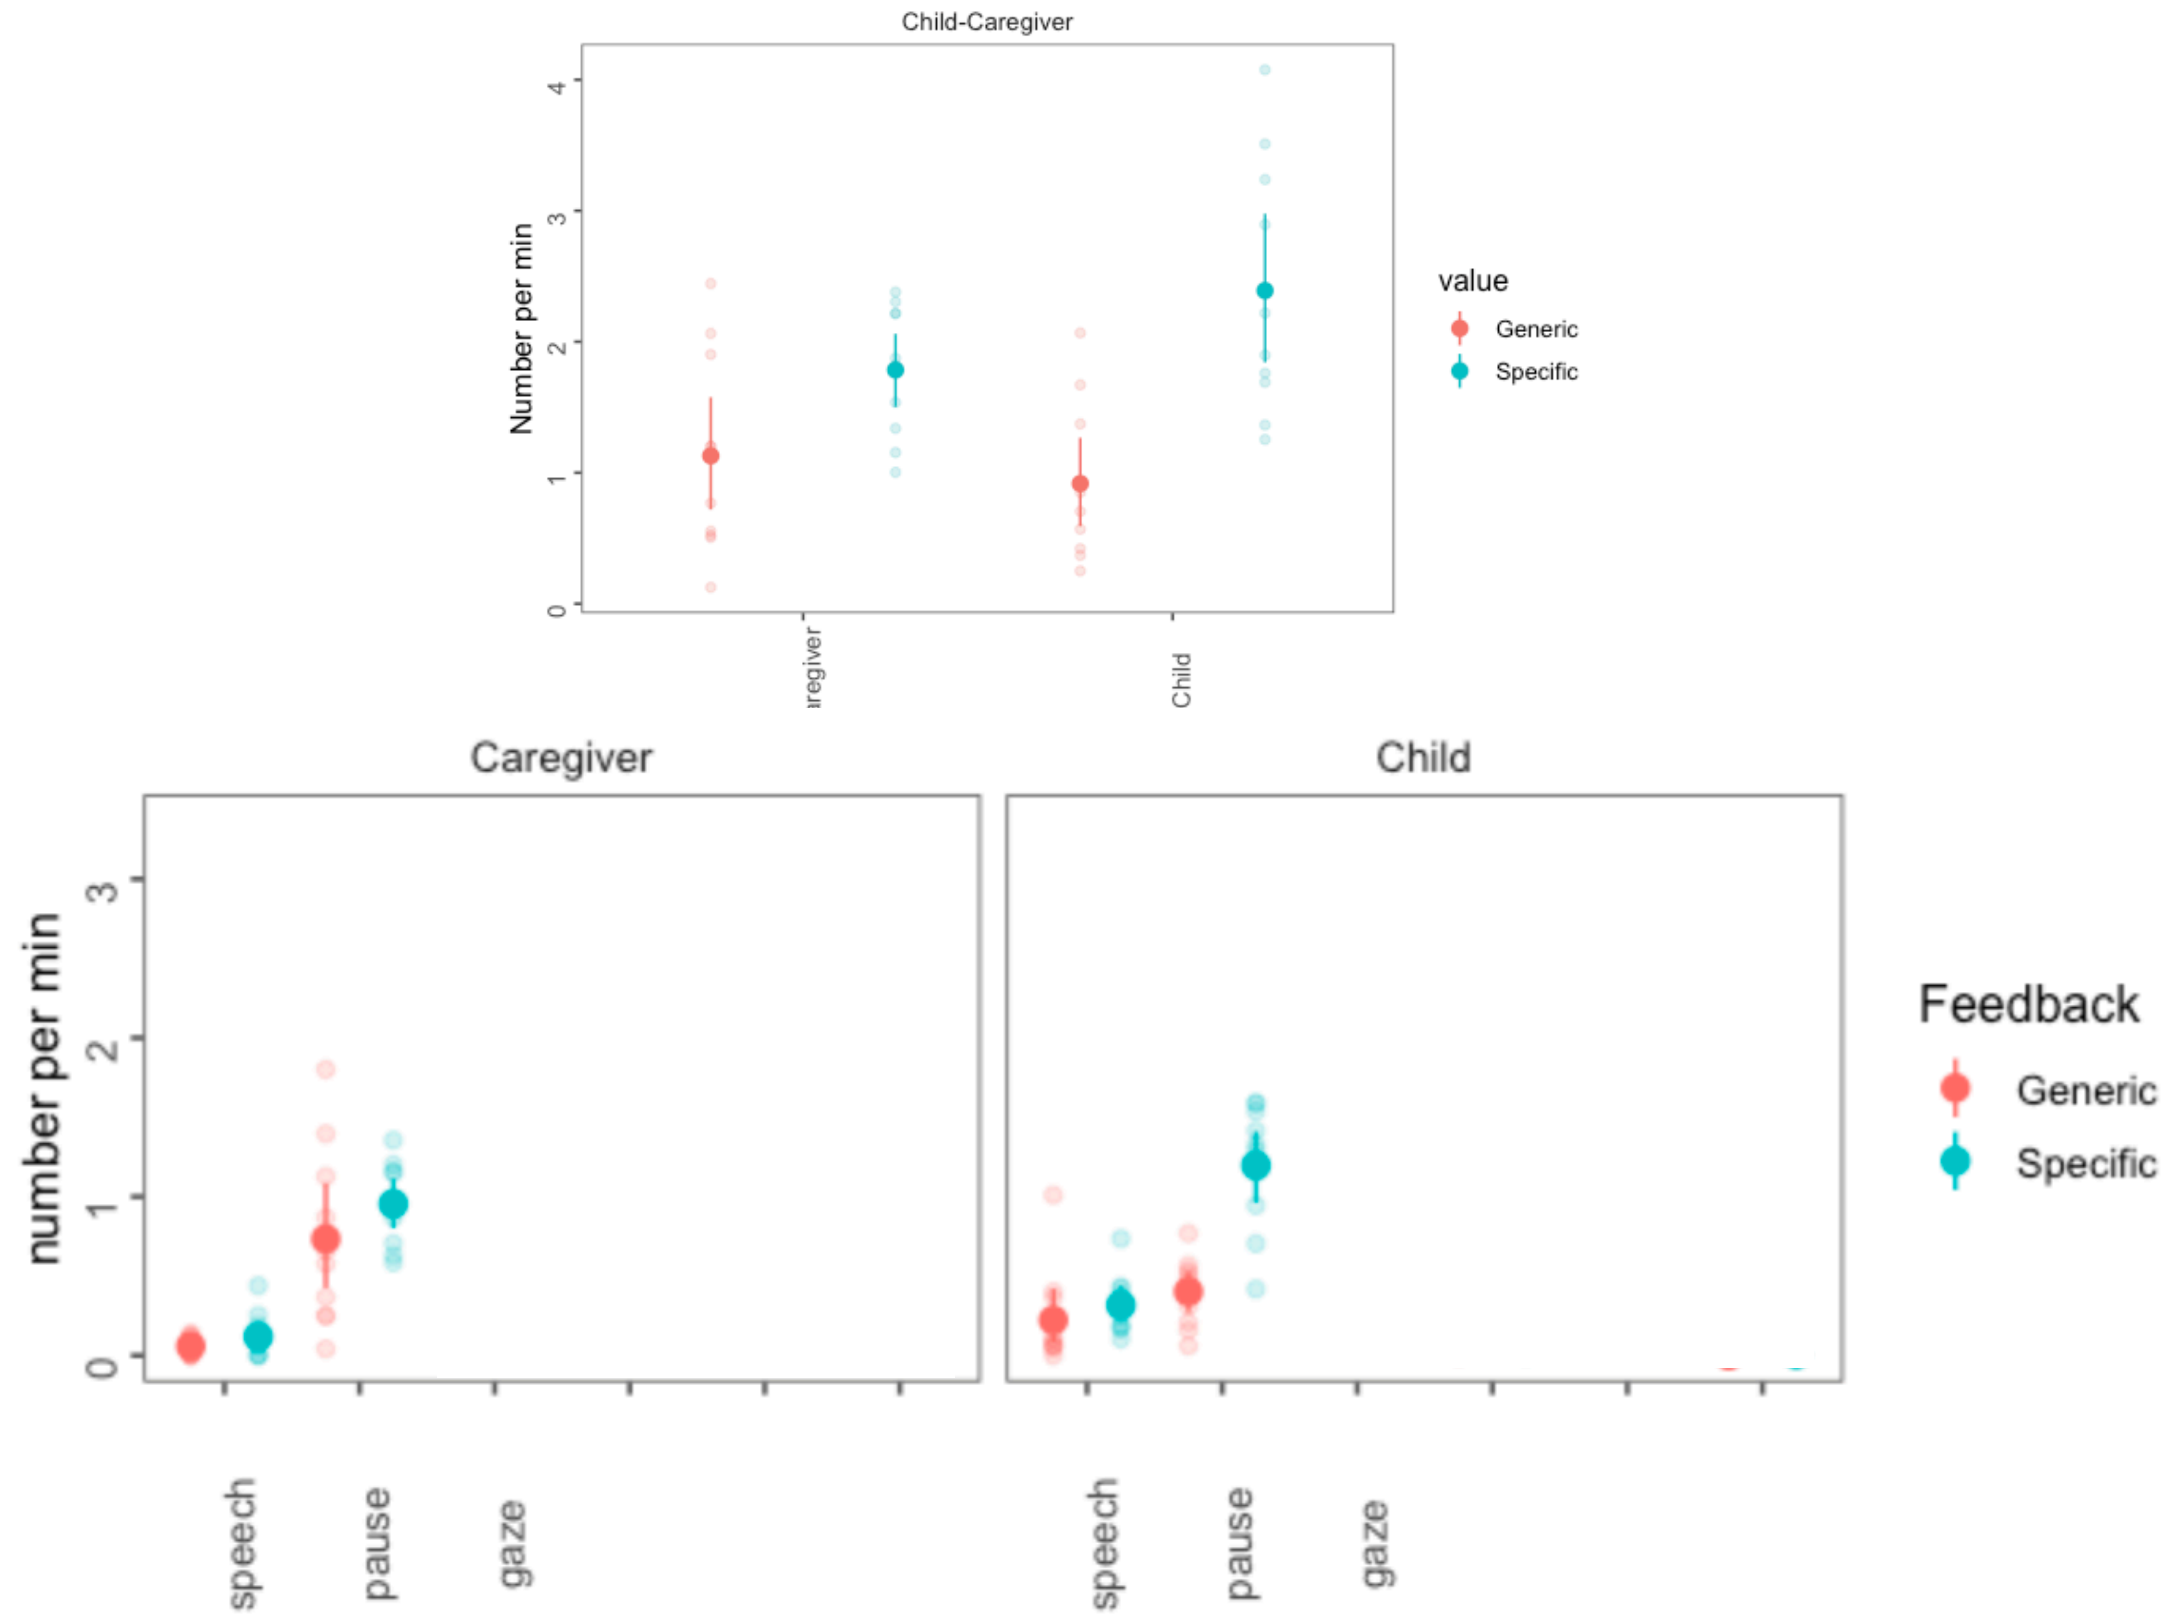 Child-Caregiver
4
3
2
1
0
Number per min
aregiver
Child
value
Generic
Specific
Caregiver
Child
3
2
1
0
number per min
speech
pause
gaze
speech
pause
gaze
Feedback
Generic
Specific